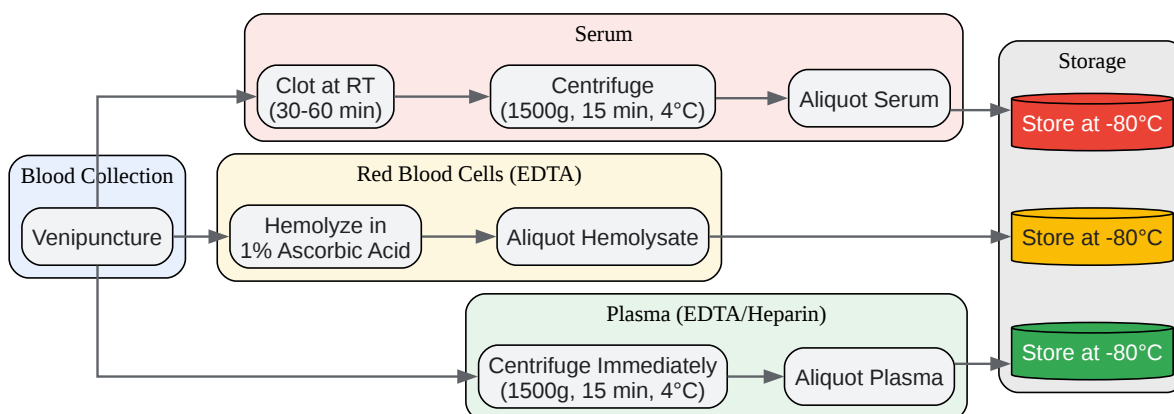 Serum
Clot at RT
(30-60 min)
Centrifuge
(1500g, 15 min, 4°C)
Aliquot Serum
Storage
Store at -80°C
Blood Collection
Venipuncture
Red Blood Cells (EDTA)
Hemolyze in
1% Ascorbic Acid
Aliquot Hemolysate
Store at -80°C
Plasma (EDTA/Heparin)
Centrifuge Immediately
(1500g, 15 min, 4°C)
Aliquot Plasma
Store at -80°C